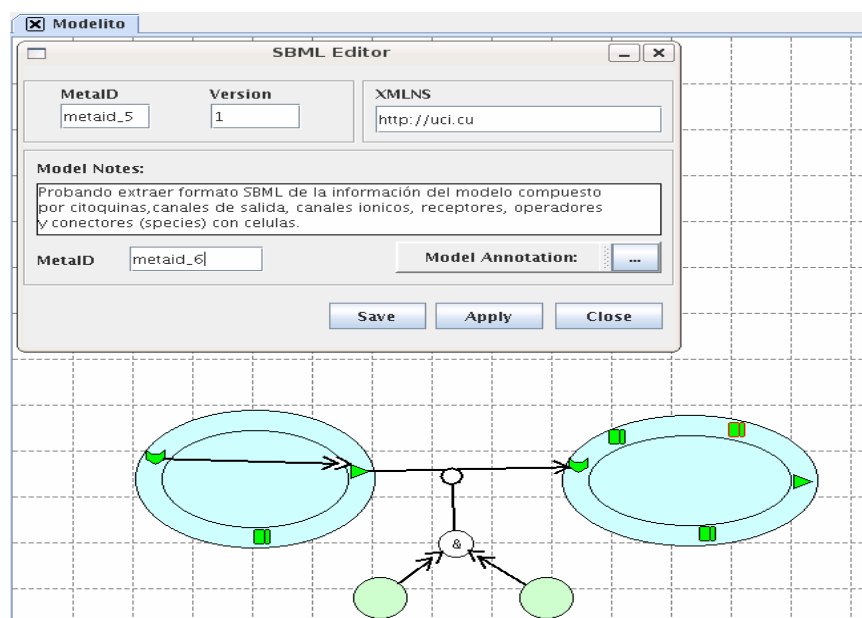 Modelito
SBML Editor
MetaID Version XMLNS
metaid_5 1 http://uci.cu
Model Notes:
Probando extraer formato SBML de la información del modelo compuesto
por citoquinas,canales de salida, canales ionicos, receptores, operadores
y conectores (species) con celulas.
MetaID metaid_6 Model Annotation: ...
Save Apply Close
&